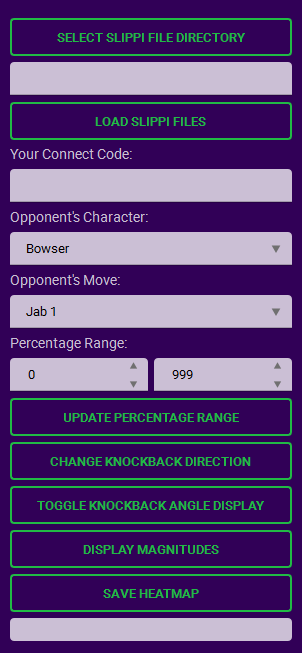 SELECT SLIPPI FILE DIRECTORY
LOAD SLIPPI FILES
Your Connect Code:
Opponent's Character:
Bowser
Opponent's Move:
Jab 1
Percentage Range:
0 999
UPDATE PERCENTAGE RANGE
CHANGE KNOCKBACK DIRECTION
TOGGLE KNOCKBACK ANGLE DISPLAY
DISPLAY MAGNITUDES
SAVE HEATMAP